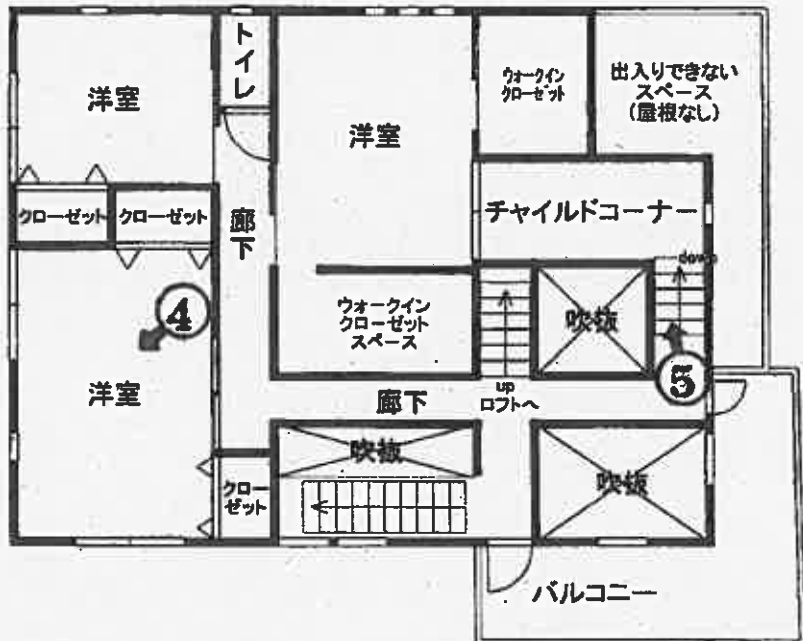 トイレ
洋室
洋室
ウォークイン
クローゼット
出入りできない
スペース
(屋根なし)
クローゼット
クローゼット
廊下
チャイルドコーナー
down
ウォークイン
クローゼット
スペース
吹抜
4
5
洋室
廊下
up
ロフトへ
吹抜
クロー
ゼット
吹抜
バルコニー